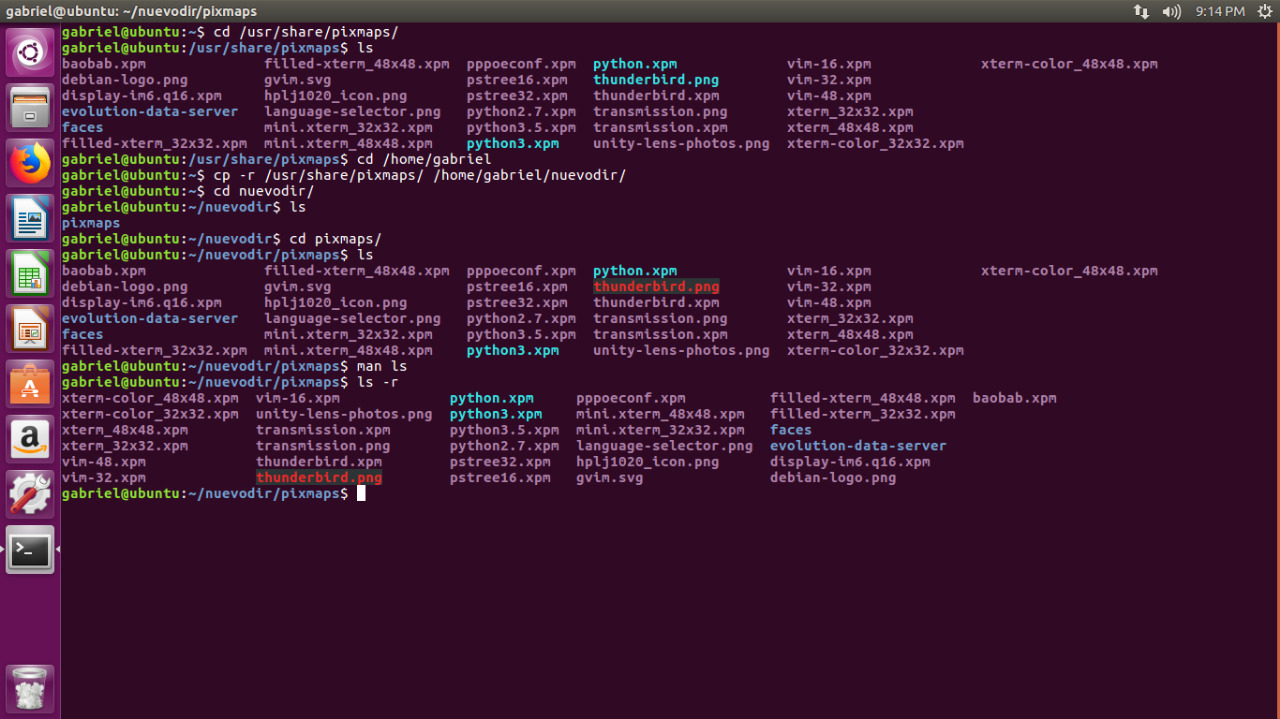 gabriel@ubuntu: ~/nuevodir/pixmaps 9:14 PM
gabriel@ubuntu:~$ cd /usr/share/pixmaps/
gabriel@ubuntu:/usr/share/pixmaps$ ls
baobab.xpm filled-xterm_48x48.xpm pppoeconf.xpm python.xpm vim-16.xpm xterm-color_48x48.xpm
debian-logo.png gvim.svg pstree16.xpm thunderbird.png vim-32.xpm
display-im6.q16.xpm hplj1020_icon.png pstree32.xpm thunderbird.xpm vim-48.xpm
evolution-data-server language-selector.png python2.7.xpm transmission.png xterm_32x32.xpm
faces mini.xterm_32x32.xpm python3.5.xpm transmission.xpm xterm_48x48.xpm
filled-xterm_32x32.xpm mini.xterm_48x48.xpm python3.xpm unity-lens-photos.png xterm-color_32x32.xpm
gabriel@ubuntu:/usr/share/pixmaps$ cd /home/gabriel
gabriel@ubuntu:~$ cp -r /usr/share/pixmaps/ /home/gabriel/nuevodir/
gabriel@ubuntu:~$ cd nuevodir/
gabriel@ubuntu:~/nuevodir$ ls
pixmaps
gabriel@ubuntu:~/nuevodir$ cd pixmaps/
gabriel@ubuntu:~/nuevodir/pixmaps$ ls
baobab.xpm filled-xterm_48x48.xpm pppoeconf.xpm python.xpm vim-16.xpm xterm-color_48x48.xpm
debian-logo.png gvim.svg pstree16.xpm thunderbird.png vim-32.xpm
display-im6.q16.xpm hplj1020_icon.png pstree32.xpm thunderbird.xpm vim-48.xpm
evolution-data-server language-selector.png python2.7.xpm transmission.png xterm_32x32.xpm
faces mini.xterm_32x32.xpm python3.5.xpm transmission.xpm xterm_48x48.xpm
filled-xterm_32x32.xpm mini.xterm_48x48.xpm python3.xpm unity-lens-photos.png xterm-color_32x32.xpm
gabriel@ubuntu:~/nuevodir/pixmaps$ man ls
gabriel@ubuntu:~/nuevodir/pixmaps$ ls -r
xterm-color_48x48.xpm vim-16.xpm python.xpm pppoeconf.xpm filled-xterm_48x48.xpm baobab.xpm
xterm-color_32x32.xpm unity-lens-photos.png python3.xpm mini.xterm_48x48.xpm filled-xterm_32x32.xpm
xterm_48x48.xpm transmission.xpm python3.5.xpm mini.xterm_32x32.xpm faces
xterm_32x32.xpm transmission.png python2.7.xpm language-selector.png evolution-data-server
vim-48.xpm thunderbird.xpm pstree32.xpm hplj1020_icon.png display-im6.q16.xpm
vim-32.xpm thunderbird.png pstree16.xpm gvim.svg debian-logo.png
gabriel@ubuntu:~/nuevodir/pixmaps$